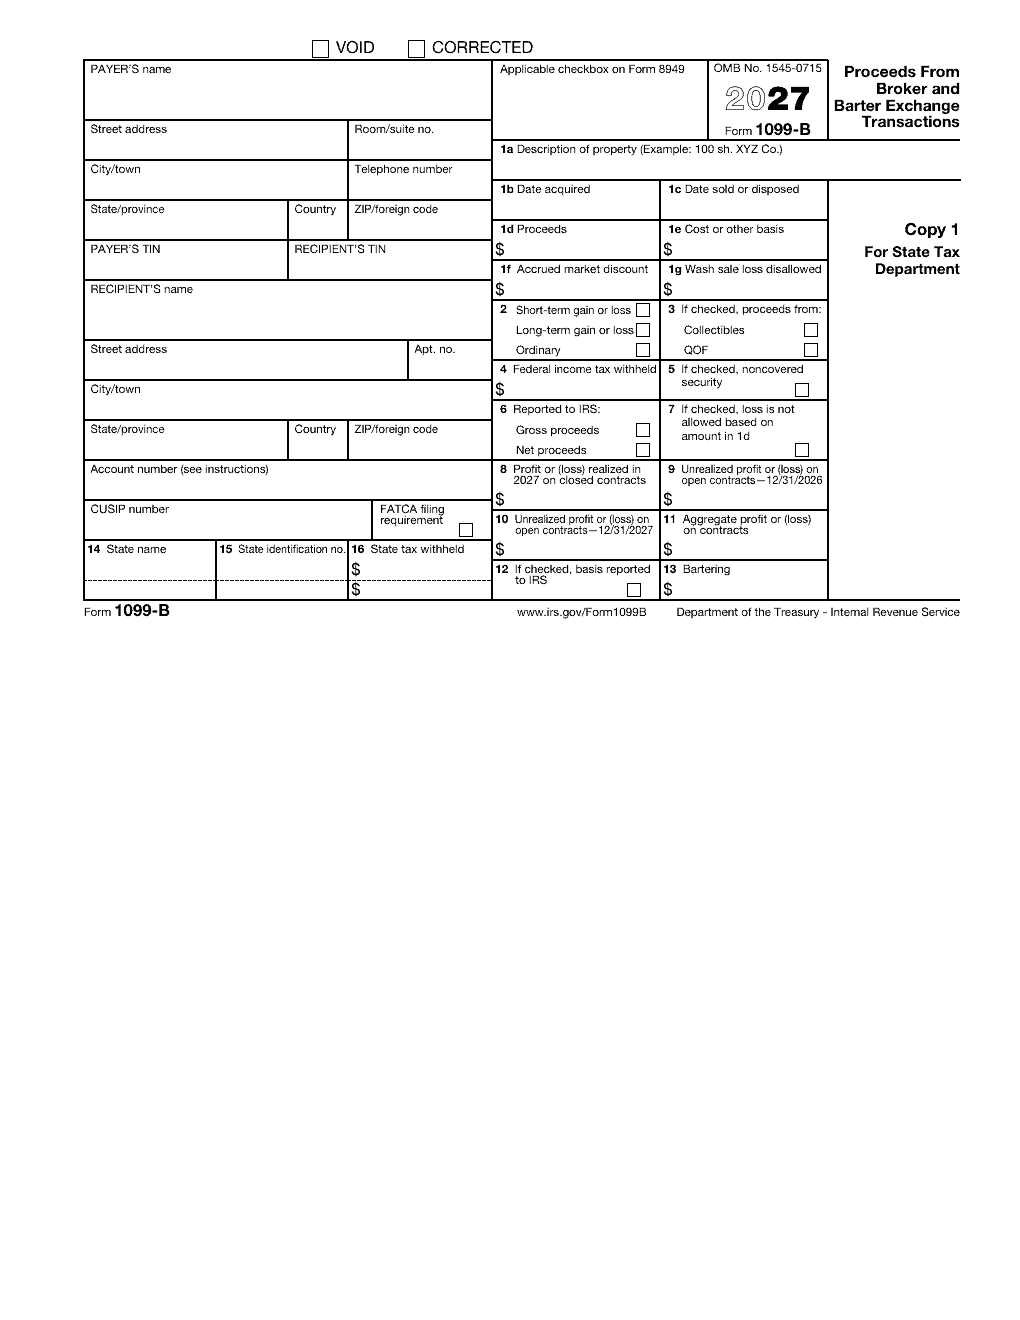 VOID CORRECTED
PAYER'S name
Street address
Room/suite no.
City/town
Telephone number
State/province
Country
ZIP/foreign code
PAYER'S TIN
RECIPIENT'S TIN
RECIPIENT'S name
Street address
Apt. no.
City/town
State/province
Country
ZIP/foreign code
Account number (see instructions)
CUSIP number
FATCA filing
requirement
14 State name
15 State identification no.
16 State tax withheld
$
$
Applicable checkbox on Form 8949
OMB No. 1545-0715
2027
Form 1099-B
Proceeds From
Broker and
Barter Exchange
Transactions
1a Description of property (Example: 100 sh. XYZ Co.)
1b Date acquired
1c Date sold or disposed
1d Proceeds
$
1e Cost or other basis
$
1f Accrued market discount
$
1g Wash sale loss disallowed
$
2 Short-term gain or loss
Long-term gain or loss
Ordinary
3 If checked, proceeds from:
Collectibles
QOF
4 Federal income tax withheld
$
5 If checked, noncovered
security
6 Reported to IRS:
Gross proceeds
Net proceeds
7 If checked, loss is not
allowed based on
amount in 1d
8 Profit or (loss) realized in
2027 on closed contracts
$
9 Unrealized profit or (loss) on
open contracts—12/31/2026
$
10 Unrealized profit or (loss) on
open contracts—12/31/2027
$
11 Aggregate profit or (loss)
on contracts
$
12 If checked, basis reported
to IRS
13 Bartering
$
Copy 1
For State Tax
Department
Form 1099-B
www.irs.gov/Form1099B
Department of the Treasury - Internal Revenue Service